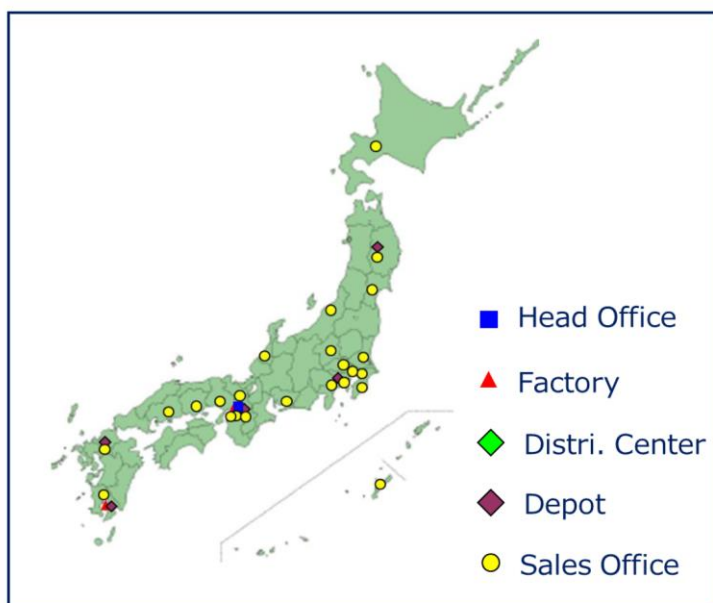 Head Office
Factory
Distri. Center
Depot
Sales Office